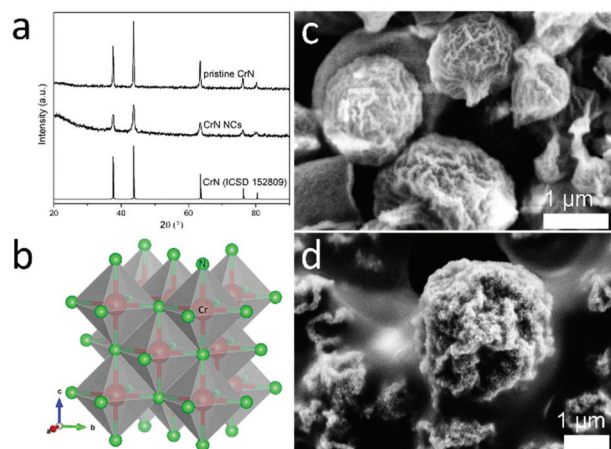 a
Intensity (a.u.)
pristine CrN
CrN NCs
CrN (ICSD 152809)
20 40 60 80
2θ (°)
b
N
Cr
c
a
b
c
1 μm
d
1 μm